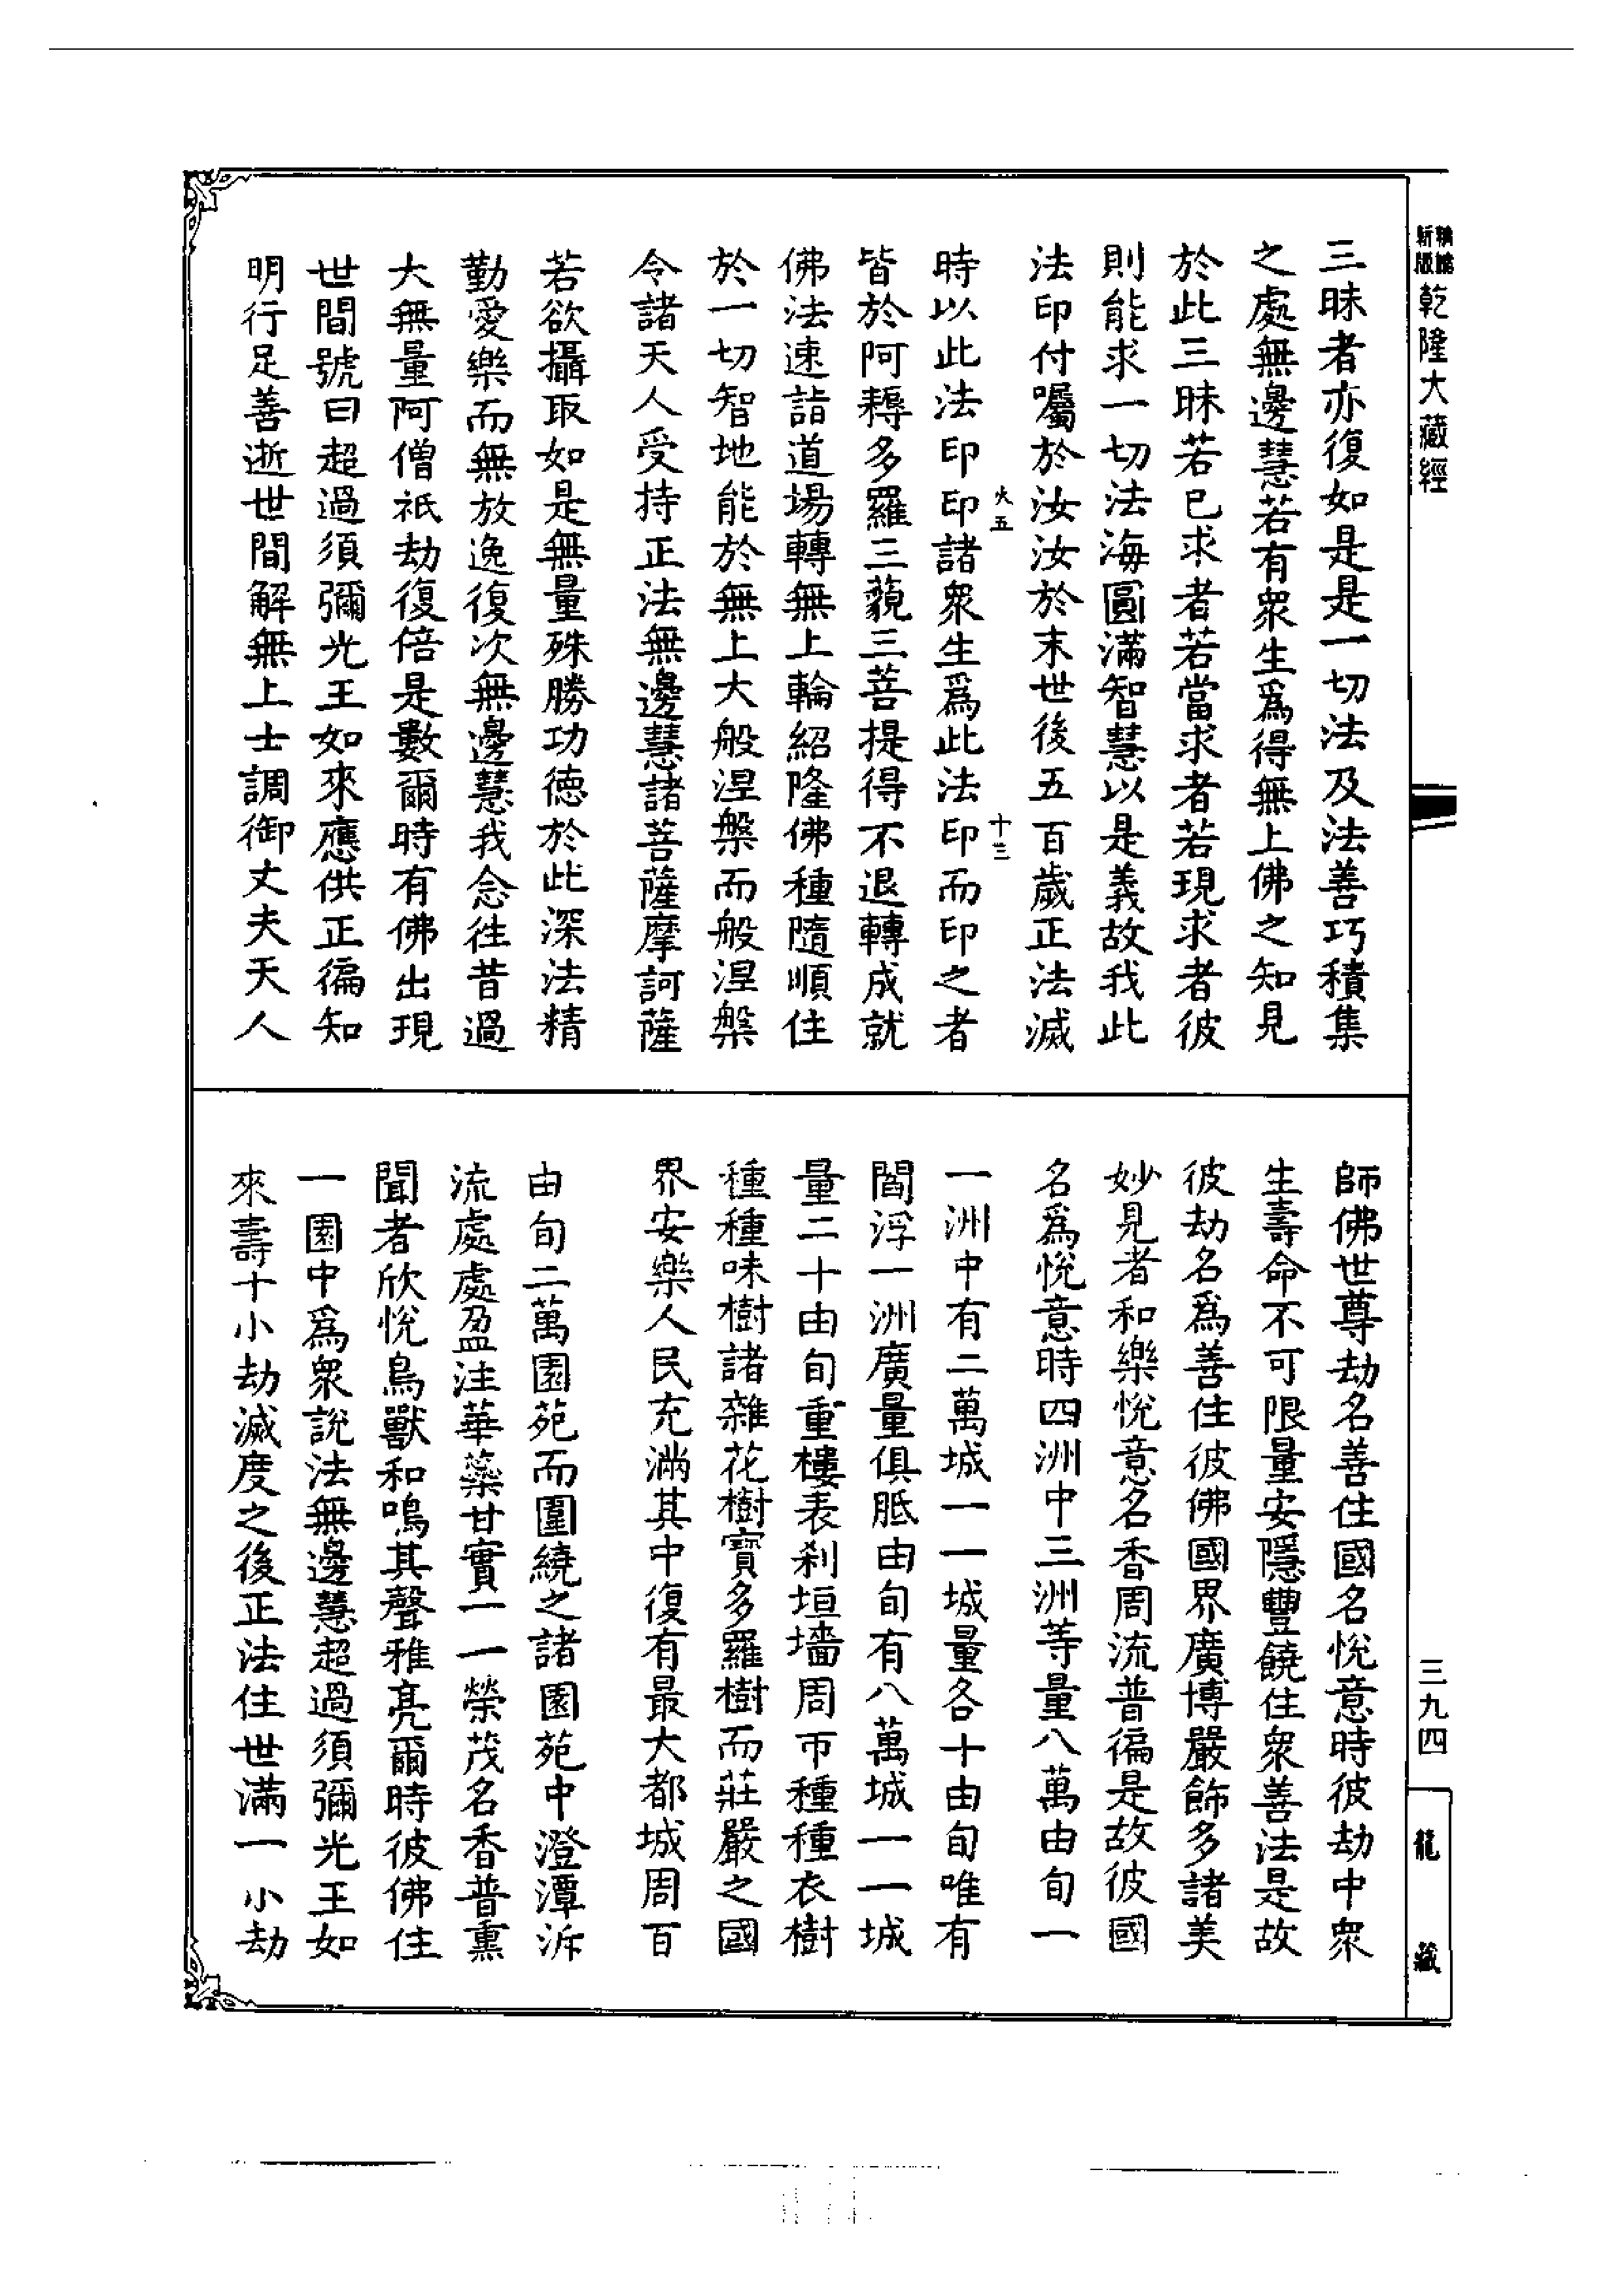 新版
乾隆大藏經
三昧者亦復如是是一切法及法善巧積集
之處無邊慧若有眾生爲得無上佛之知見
於此三昧若已求者若當求者若現求者彼
則能求一切法海圓滿智慧以是義故我此
法印付囑於汝汝於末世後五百歲正法滅
火五
十三
時以此法印印諸眾生爲此法印而印之者
皆於阿耨多羅三藐三菩提得不退轉成就
佛法速詣道場轉無上輪紹隆佛種隨順住
於一切智地能於無上大般涅槃而般涅槃
令諸天人受持正法無邊慧諸菩薩摩訶薩
若欲攝取如是無量殊勝功德於此深法精
勤愛樂而無放逸復次無邊慧我念往昔過
大無量阿僧祇劫復倍是數爾時有佛出現
世間號曰超過須彌光王如來應供正徧知
明行足善逝世間解無上士調御丈夫天人
師佛世尊劫名善住國名悅意時彼劫中眾
生壽命不可限量安隱豐饒住眾善法是故
彼劫名爲善住彼佛國界廣博嚴飾多諸美
妙見者和樂悅意名香周流普徧是故彼國
名爲悅意時四洲中三洲等量八萬由旬一
一洲中有二萬城一一城量各十由旬唯有
閻浮一洲廣量俱胝由旬有八萬城一一城
量二十由旬重樓表剎垣墻周帀種種衣樹
種種味樹諸雜花樹寶多羅樹而莊嚴之國
界安樂人民充滿其中復有最大都城周百
由旬二萬園苑而圍繞之諸園苑中澄潭泝
流處處盈注華藥甘實一一榮茂名香普熏
聞者欣悅鳥獸和鳴其聲雅亮爾時彼佛住
一園中爲眾說法無邊慧超過須彌光王如
來壽十小劫滅度之後正法住世滿一小劫
三九四
龍藏